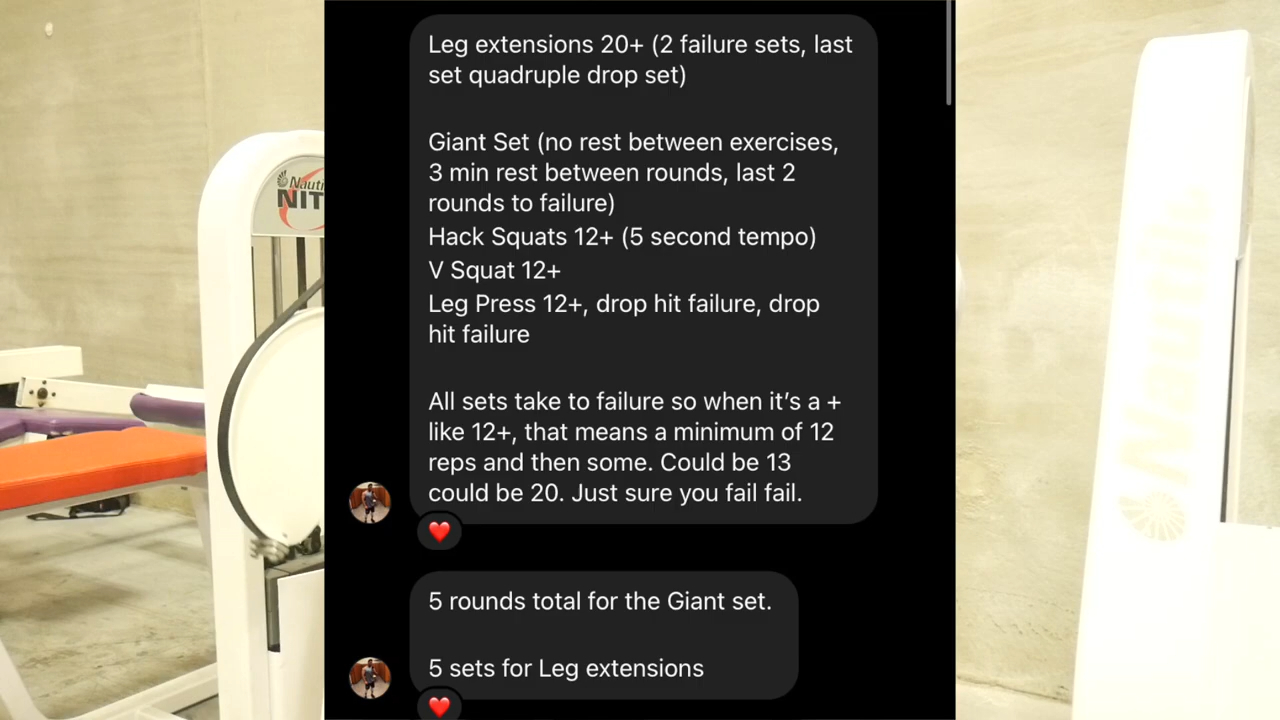 Leg extensions 20+ (2 failure sets, last
set quadruple drop set)
Giant Set (no rest between exercises,
3 min rest between rounds, last 2
rounds to failure)
Hack Squats 12+ (5 second tempo)
V Squat 12+
Leg Press 12+, drop hit failure, drop
hit failure
All sets take to failure so when it’s a +
like 12+, that means a minimum of 12
reps and then some. Could be 13
could be 20. Just sure you fail fail.
5 rounds total for the Giant set.
5 sets for Leg extensions
Nauti
NIT
Nautilu